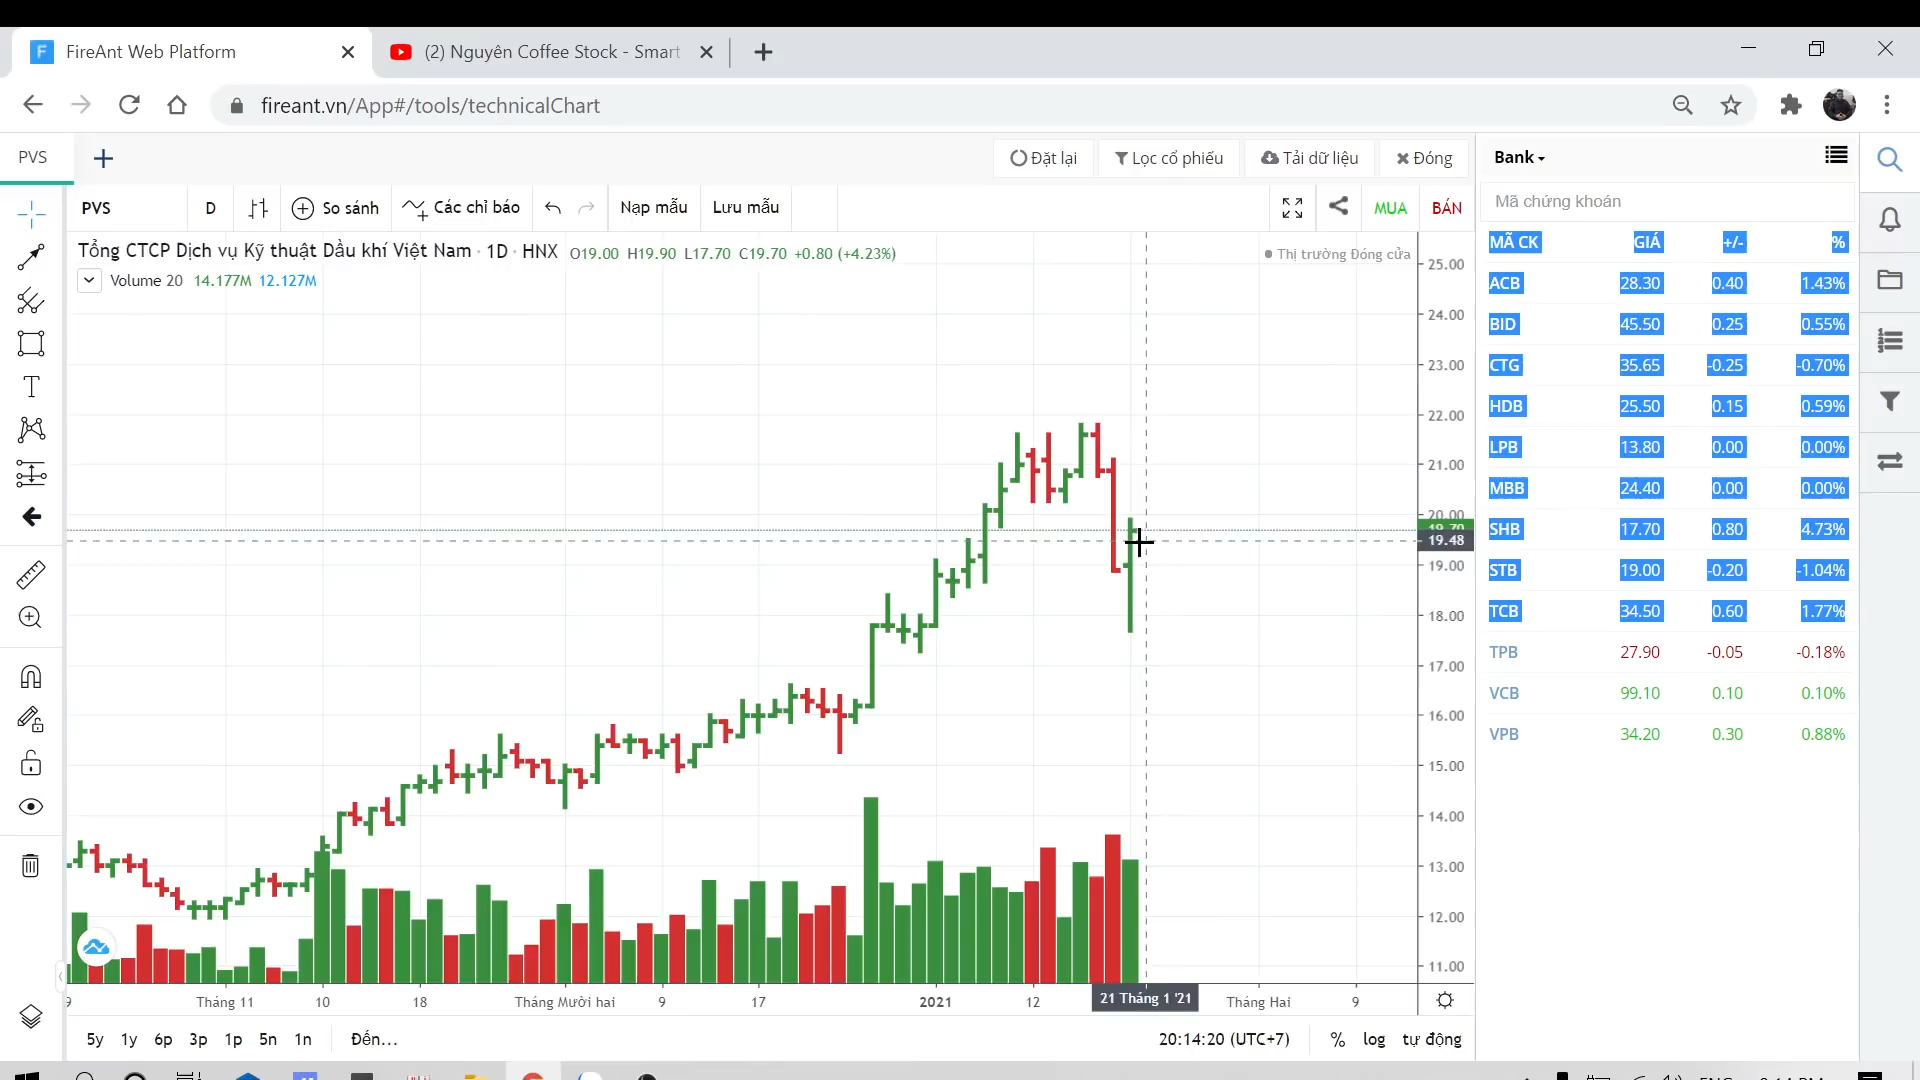 FireAnt Web Platform
(2) Nguyên Coffee Stock - Smart
fireant.vn/App#/tools/technicalChart
PVS
Đặt lại
Lọc cổ phiếu
Tải dữ liệu
Đóng
Bank
PVS
D
So sánh
Các chỉ báo
Nạp mẫu
Lưu mẫu
MUA
BÁN
Mã chứng khoán
Tổng CTCP Dịch vụ Kỹ thuật Dầu khí Việt Nam · 1D · HNX O19.00 H19.90 L17.70 C19.70 +0.80 (+4.23%)
Thị trường Đóng cửa
Volume 20 14.177M 12.127M
MÃ CK GIÁ +/- %
ACB 28.30 0.40 1.43%
BID 45.50 0.25 0.55%
CTG 35.65 -0.25 -0.70%
HDB 25.50 0.15 0.59%
LPB 13.80 0.00 0.00%
MBB 24.40 0.00 0.00%
SHB 17.70 0.80 4.73%
STB 19.00 -0.20 -1.04%
TCB 34.50 0.60 1.77%
TPB 27.90 -0.05 -0.18%
VCB 99.10 0.10 0.10%
VPB 34.20 0.30 0.88%
25.00
24.00
23.00
22.00
21.00
20.00
19.70
19.48
19.00
18.00
17.00
16.00
15.00
14.00
13.00
12.00
11.00
9 Tháng 11 10 18 Tháng Mười hai 9 17 2021 12 21 Tháng 1 '21 Tháng Hai 9
5y 1y 6p 3p 1p 5n 1n Đến... 20:14:20 (UTC+7) % log tự động